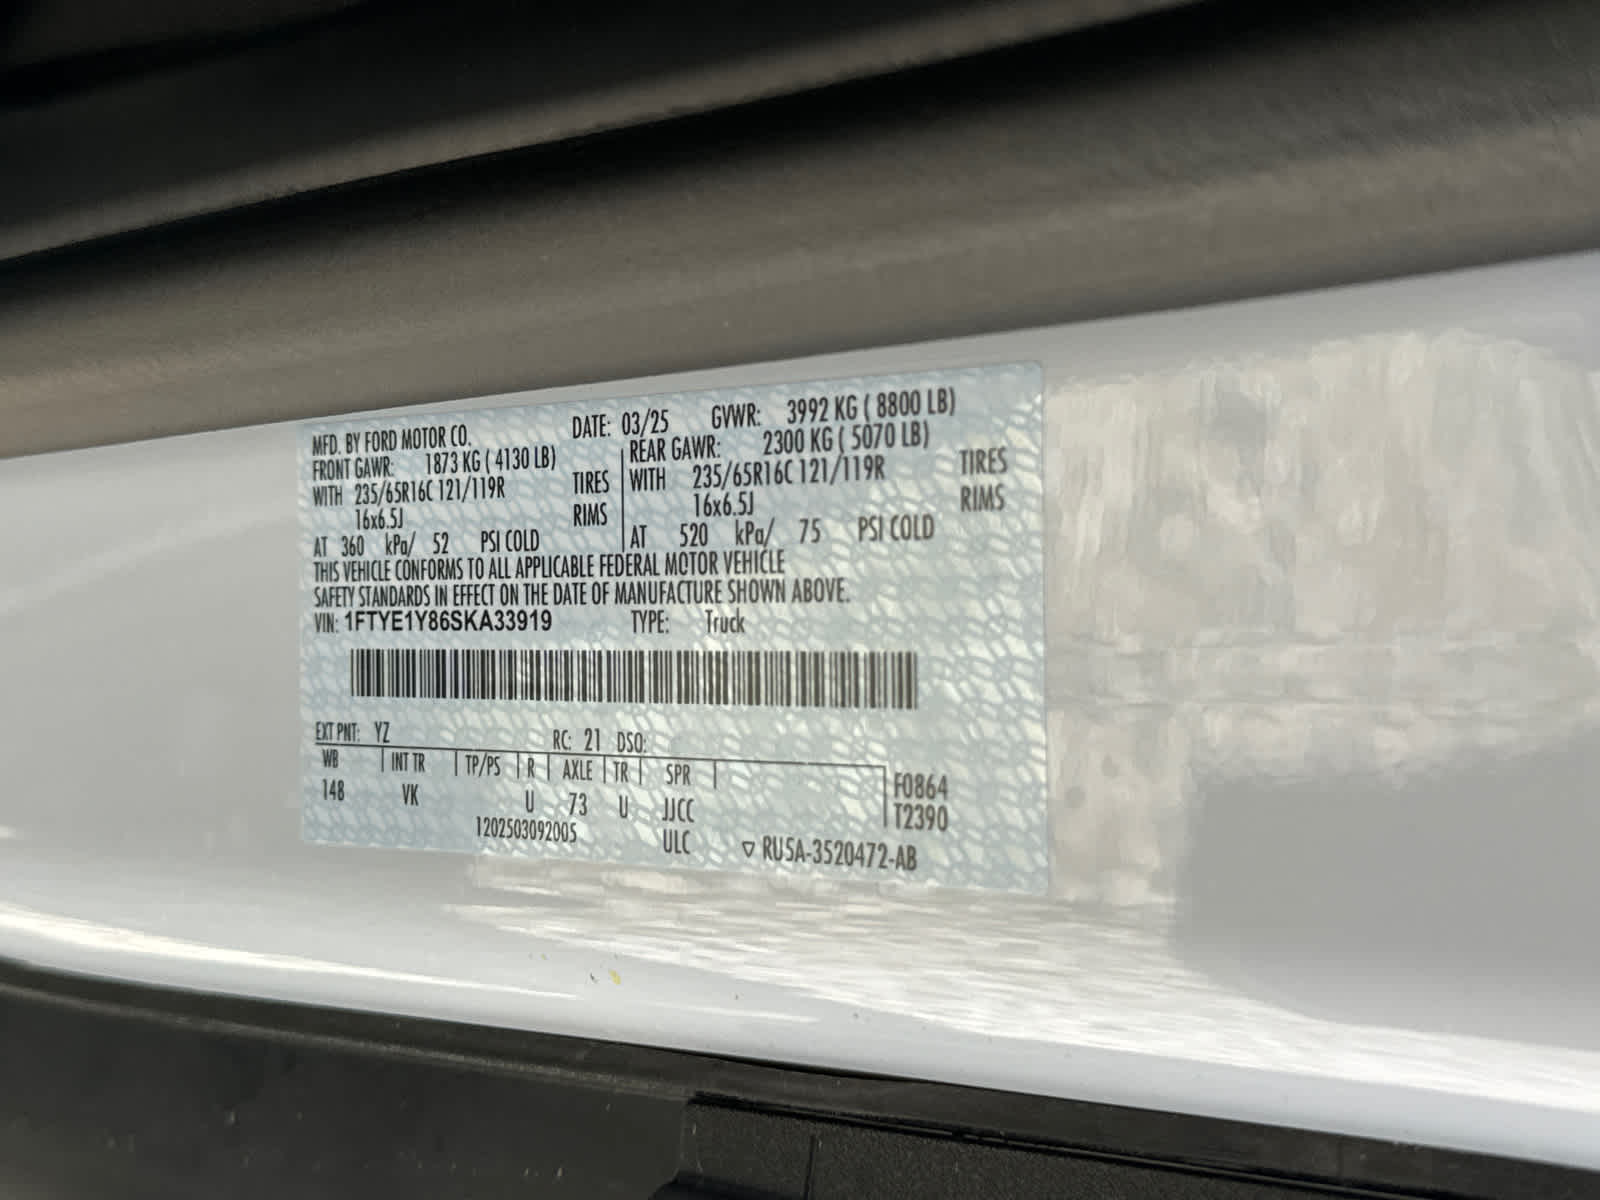 MFD. BY FORD MOTOR CO. DATE: 03/25 GVWR: 3992 KG ( 8800 LB)
FRONT GAWR: 1873 KG ( 4130 LB) REAR GAWR: 2300 KG ( 5070 LB)
WITH 235/65R16C 121/119R TIRES WITH 235/65R16C 121/119R TIRES
16x6.5J RIMS 16x6.5J RIMS
AT 360 kPa/ 52 PSI COLD AT 520 kPa/ 75 PSI COLD
THIS VEHICLE CONFORMS TO ALL APPLICABLE FEDERAL MOTOR VEHICLE
SAFETY STANDARDS IN EFFECT ON THE DATE OF MANUFACTURE SHOWN ABOVE.
VIN: 1FTYE1Y86SKA33919 TYPE: Truck
EXT PNT: YZ RC: 21 DSO:
WB INT TR TP/PS R AXLE TR SPR F0864
148 VK U 73 U JJCC T2390
1202503092005 ULC ▽ RU5A-3520472-AB